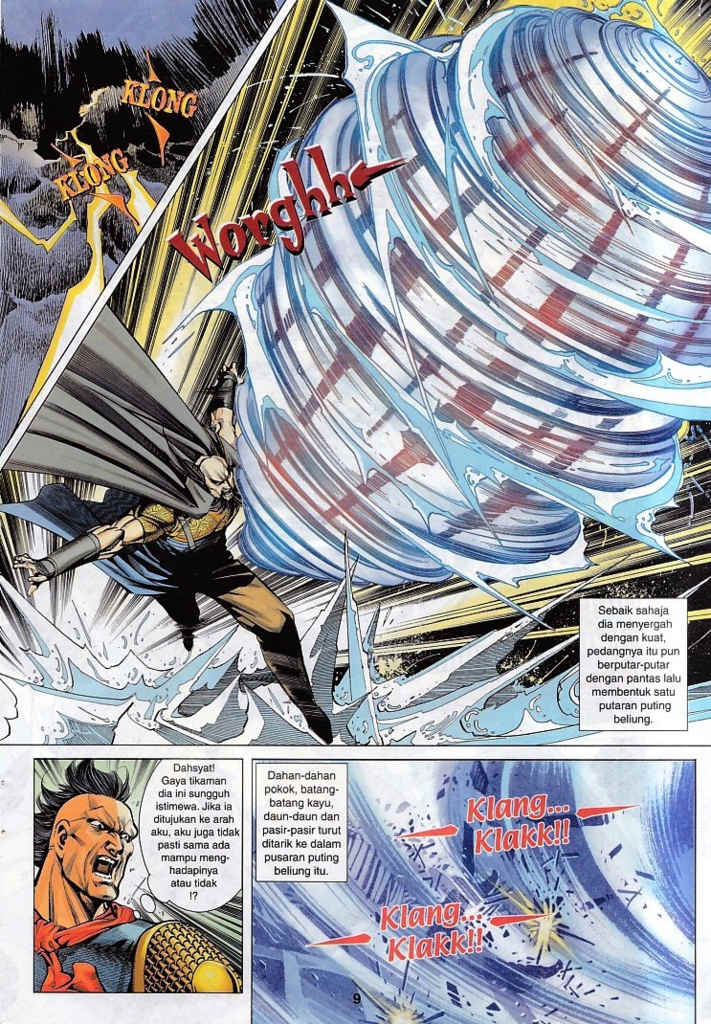 KLONG
KLONG
Worghh
Sebaik sahaja
dia menyergah
dengan kuat,
pedangnya itu pun
berputar-putar
dengan pantas lalu
membentuk satu
putaran puting
beliung.
Dahsyat!
Gaya tikaman
dia ini sungguh
istimewa. Jika ia
ditujukan ke arah
aku, aku juga tidak
pasti sama ada
mampu meng-
hadapinya
atau tidak
!?
Dahan-dahan
pokok, batang-
batang kayu,
daun-daun dan
pasir-pasir turut
ditarik ke dalam
pusaran puting
beliung itu.
Klang...
Klakk!!
Klang...
Klakk!!
9